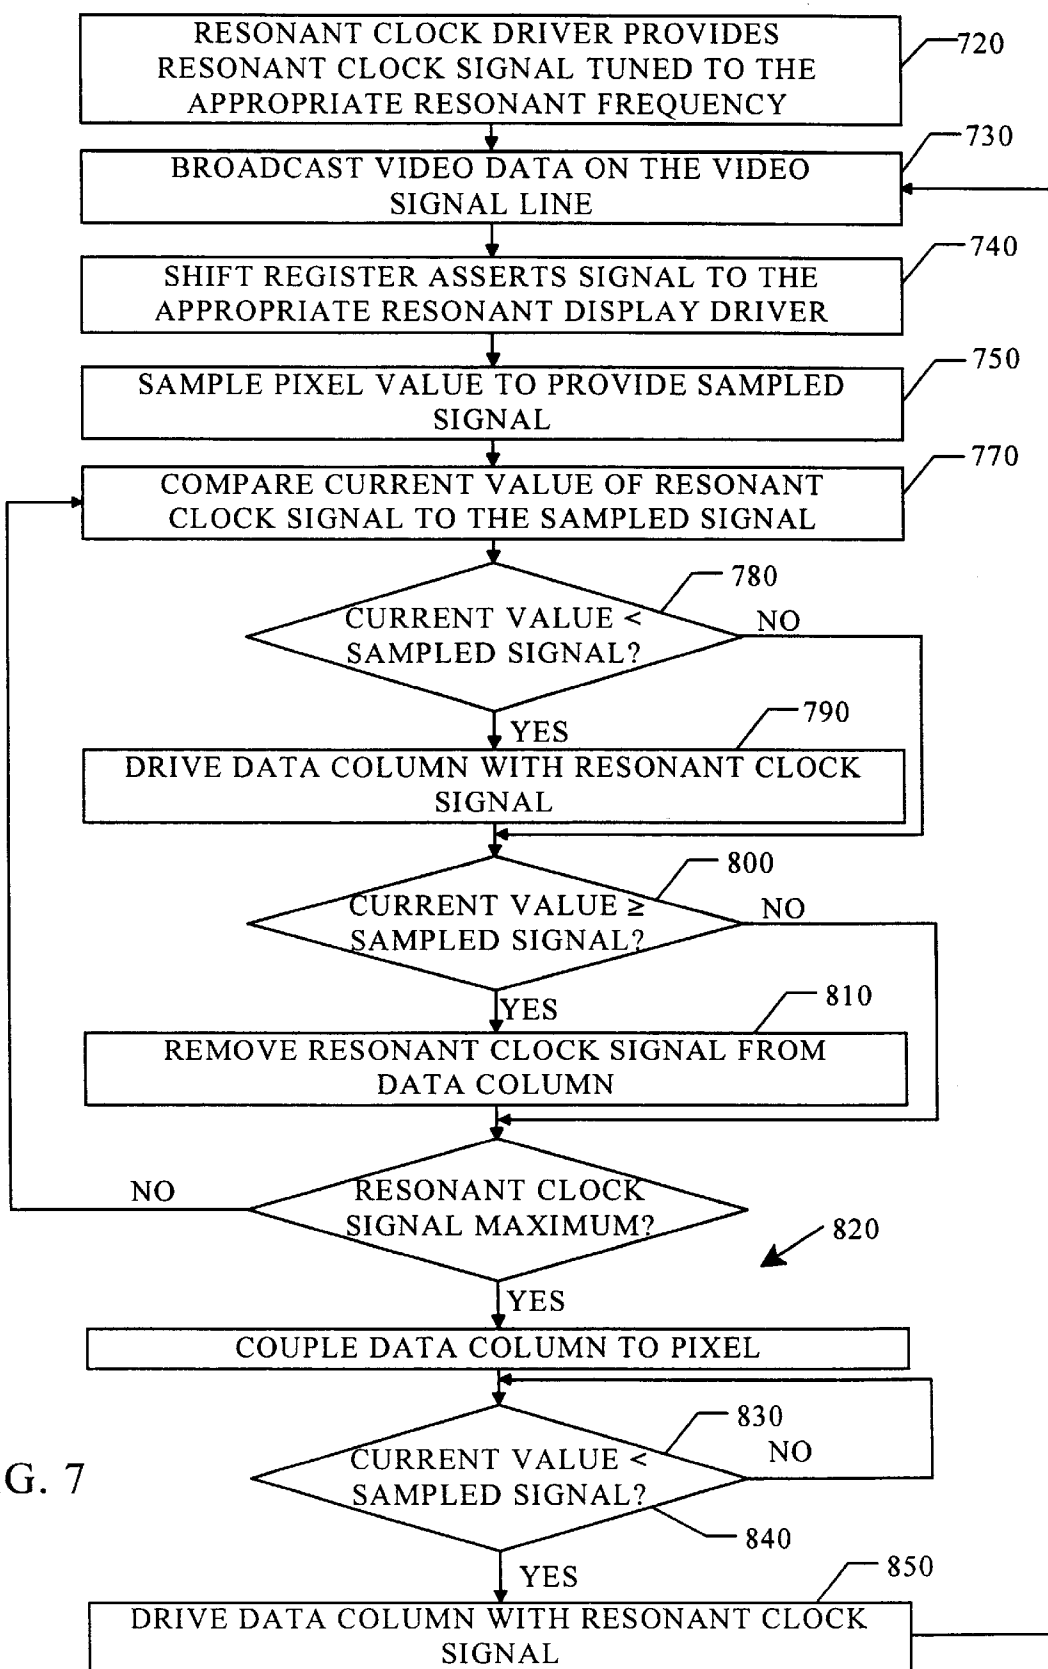 RESONANT CLOCK DRIVER PROVIDES
RESONANT CLOCK SIGNAL TUNED TO THE
APPROPRIATE RESONANT FREQUENCY
720
BROADCAST VIDEO DATA ON THE VIDEO
SIGNAL LINE
730
SHIFT REGISTER ASSERTS SIGNAL TO THE
APPROPRIATE RESONANT DISPLAY DRIVER
740
SAMPLE PIXEL VALUE TO PROVIDE SAMPLED
SIGNAL
750
COMPARE CURRENT VALUE OF RESONANT
CLOCK SIGNAL TO THE SAMPLED SIGNAL
770
CURRENT VALUE <
SAMPLED SIGNAL?
780
NO
YES
DRIVE DATA COLUMN WITH RESONANT CLOCK
SIGNAL
790
CURRENT VALUE ≥
SAMPLED SIGNAL?
800
NO
YES
REMOVE RESONANT CLOCK SIGNAL FROM
DATA COLUMN
810
RESONANT CLOCK
SIGNAL MAXIMUM?
NO
820
YES
COUPLE DATA COLUMN TO PIXEL
CURRENT VALUE <
SAMPLED SIGNAL?
830
NO
840
G. 7
YES
DRIVE DATA COLUMN WITH RESONANT CLOCK
SIGNAL
850